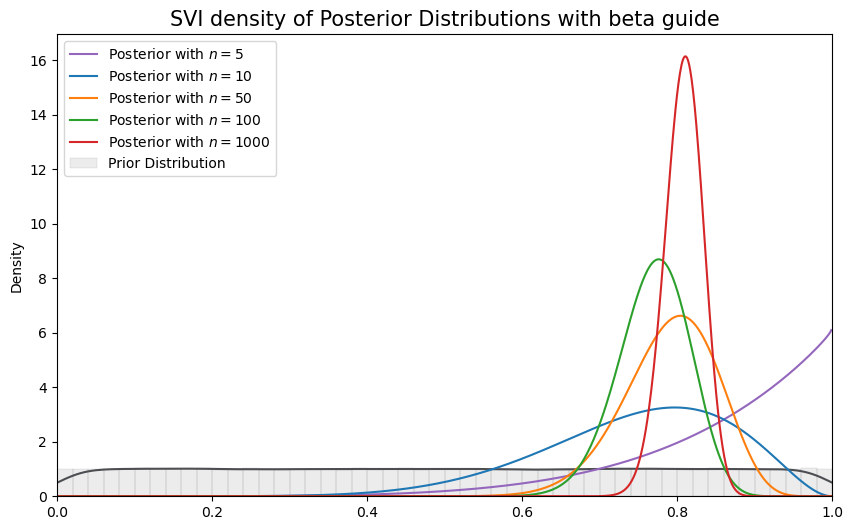 SVI density of Posterior Distributions with beta guide
16
14
12
10
8
6
4
2
0
Density
Posterior with n = 5
Posterior with n = 10
Posterior with n = 50
Posterior with n = 100
Posterior with n = 1000
Prior Distribution
0.0 0.2 0.4 0.6 0.8 1.0